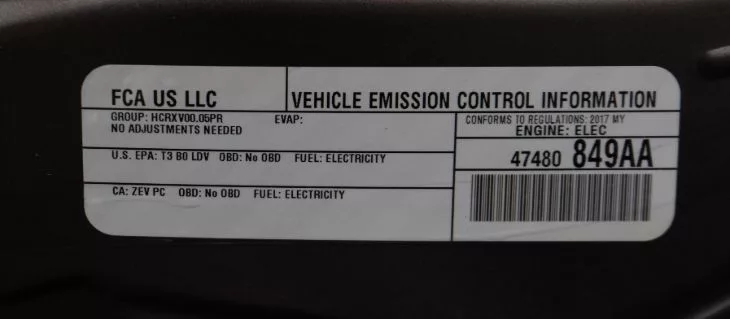 FCA US LLC
VEHICLE EMISSION CONTROL INFORMATION
GROUP: HCRXV00.05PR EVAP:
NO ADJUSTMENTS NEEDED
CONFORMS TO REGULATIONS: 2017 MY
ENGINE: ELEC
U.S. EPA: T3 B0 LDV OBD: No OBD FUEL: ELECTRICITY
47480 849AA
CA: ZEV PC OBD: No OBD FUEL: ELECTRICITY